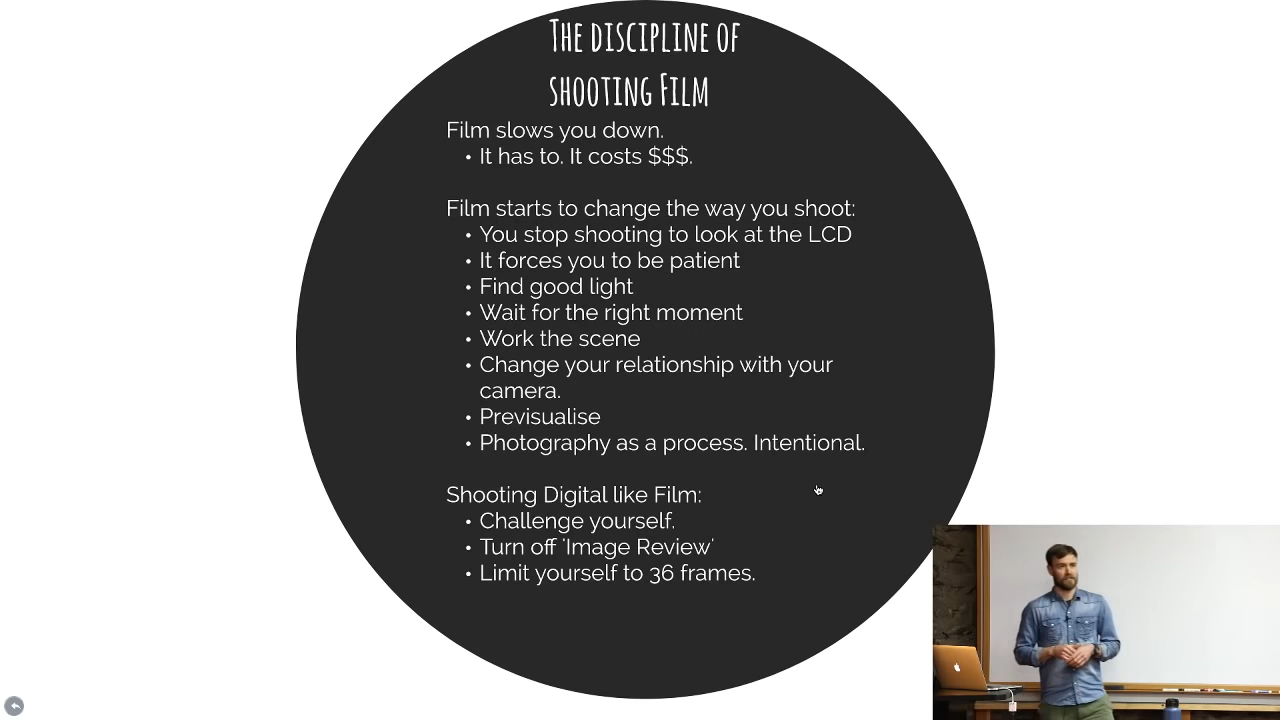 The discipline of
shooting Film
Film slows you down.
• It has to. It costs $$$.
Film starts to change the way you shoot:
• You stop shooting to look at the LCD
• It forces you to be patient
• Find good light
• Wait for the right moment
• Work the scene
• Change your relationship with your
camera.
• Previsualise
• Photography as a process. Intentional.
Shooting Digital like Film:
• Challenge yourself.
• Turn off 'Image Review'
• Limit yourself to 36 frames.